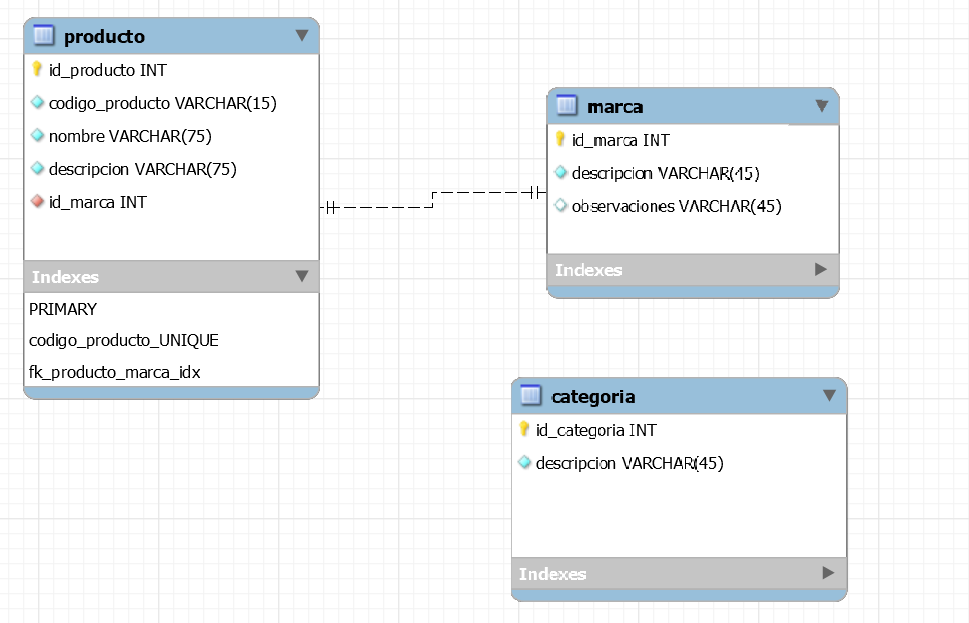 producto
id_producto INT
codigo_producto VARCHAR(15)
nombre VARCHAR(75)
descripcion VARCHAR(75)
id_marca INT
Indexes
PRIMARY
codigo_producto_UNIQUE
fk_producto_marca_idx
marca
id_marca INT
descripcion VARCHAR(45)
observaciones VARCHAR(45)
Indexes
categoria
id_categoria INT
descripcion VARCHAR(45)
Indexes